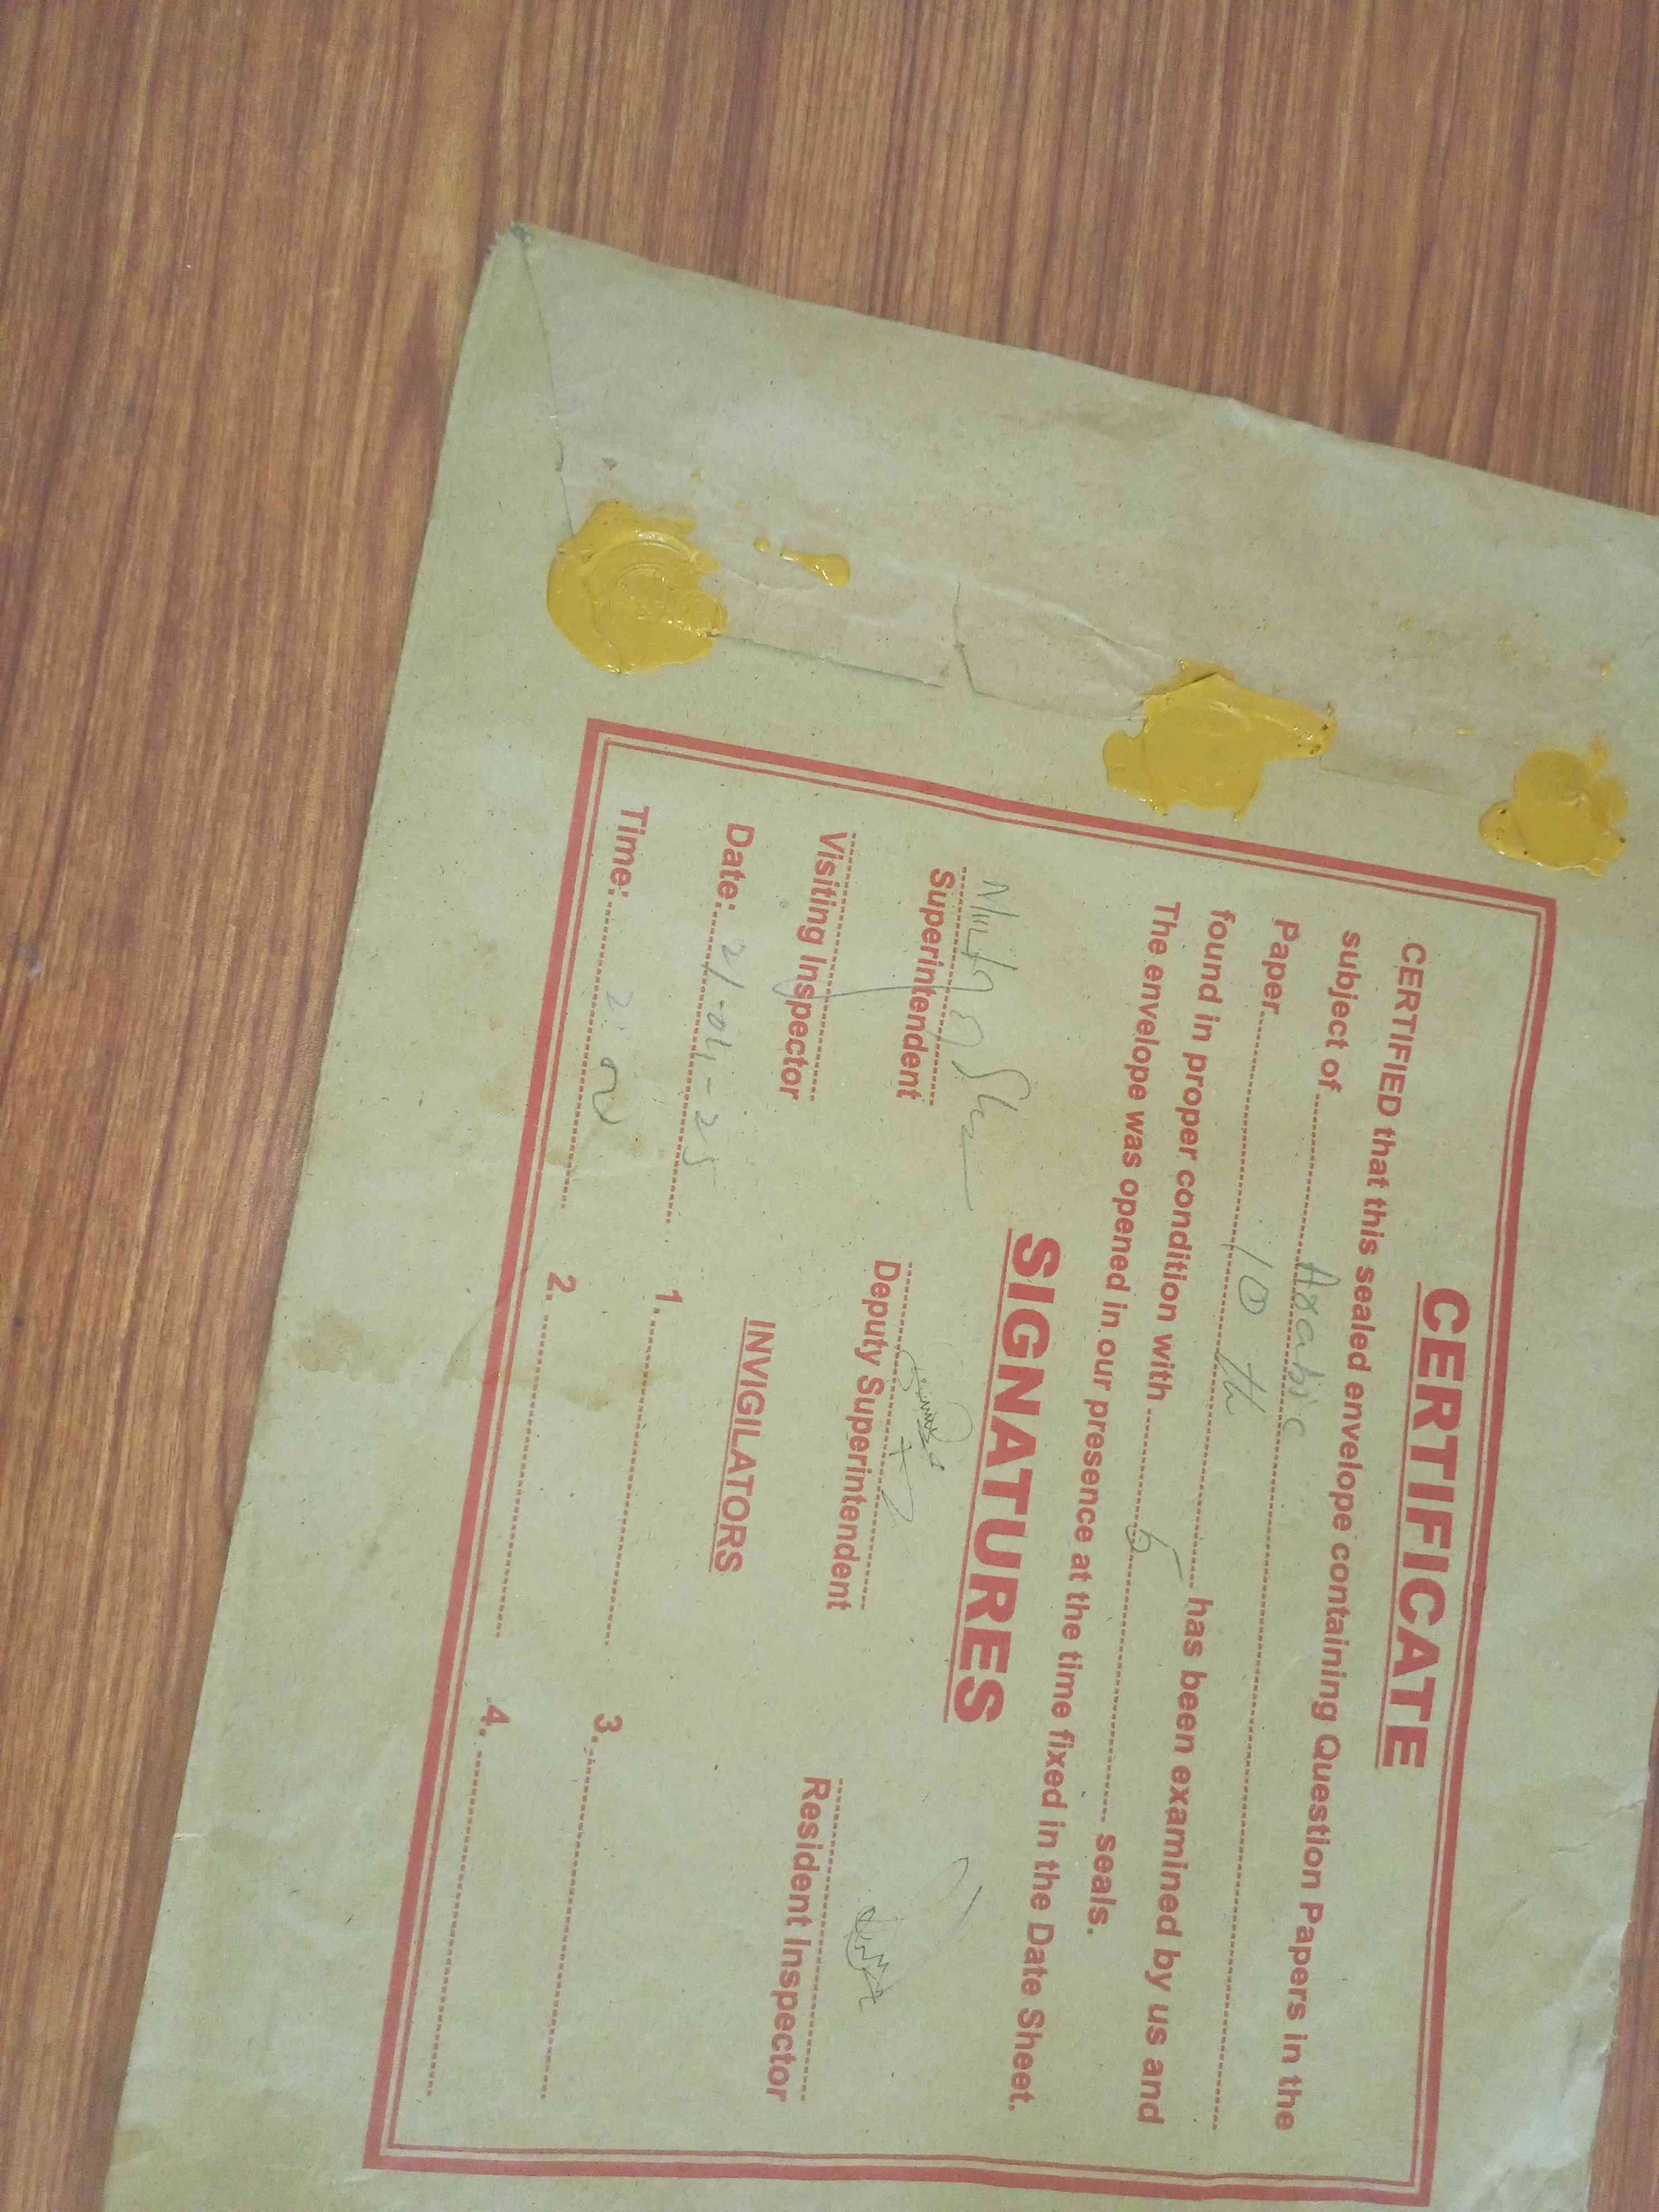 CERTIFICATE
CERTIFIED that this sealed envelope containing Question Papers in the
subject of Arabic
Paper 10 th has been examined by us and
found in proper condition with 5 seals.
The envelope was opened in our presence at the time fixed in the Date Sheet.
SIGNATURES
Superintendent
Deputy Superintendent
Resident Inspector
Visiting Inspector
INVIGILATORS
Date: 21-04-25
1.
3.
Time:
2.
4.